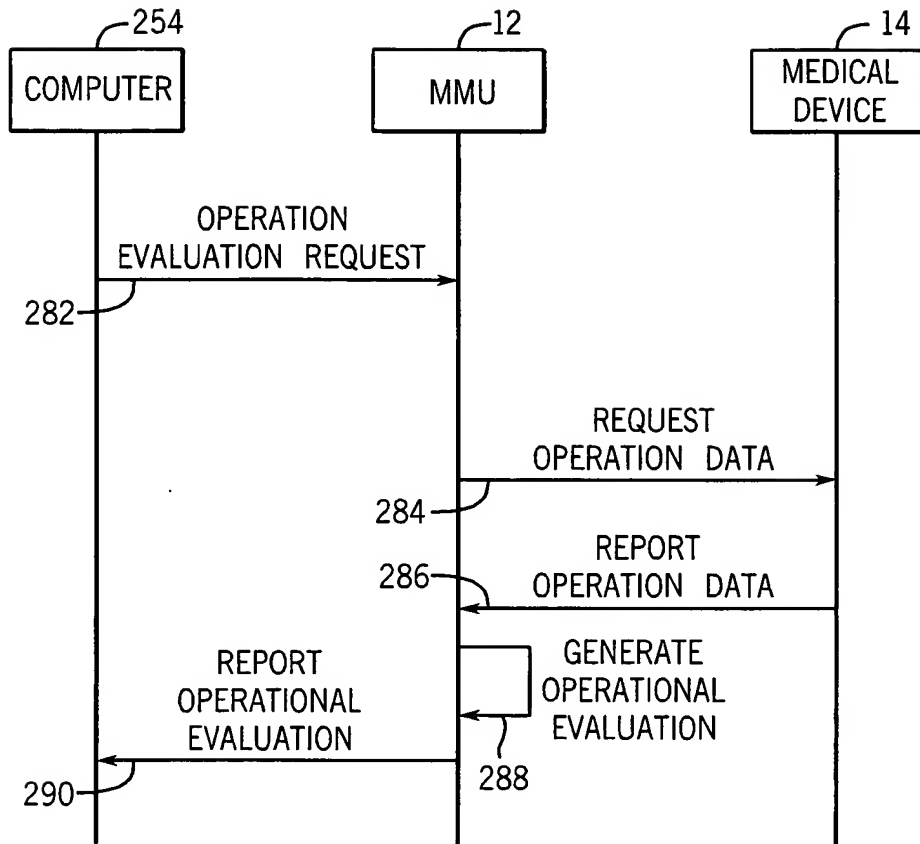 254
12
14
COMPUTER
MMU
MEDICAL
DEVICE
OPERATION
EVALUATION REQUEST
282
REQUEST
OPERATION DATA
284
REPORT
OPERATION DATA
286
GENERATE
OPERATIONAL
EVALUATION
288
REPORT
OPERATIONAL
EVALUATION
290